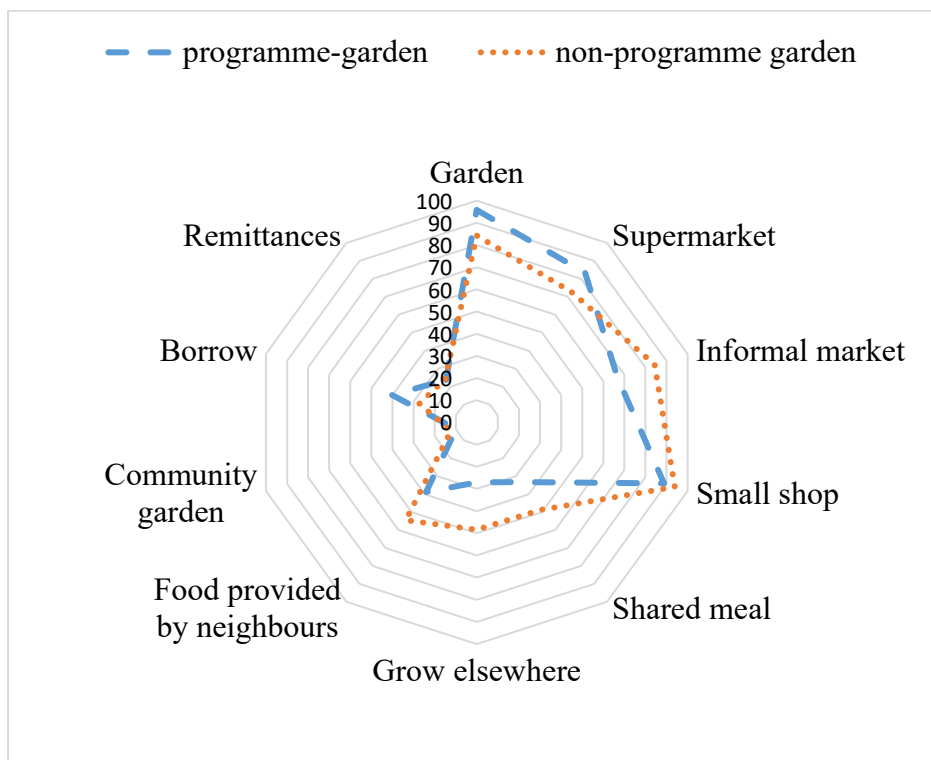 programme-garden
non-programme garden
Garden
100
90
80
70
60
50
40
30
20
10
0
Supermarket
Informal market
Small shop
Shared meal
Grow elsewhere
Food provided
by neighbours
Community
garden
Borrow
Remittances